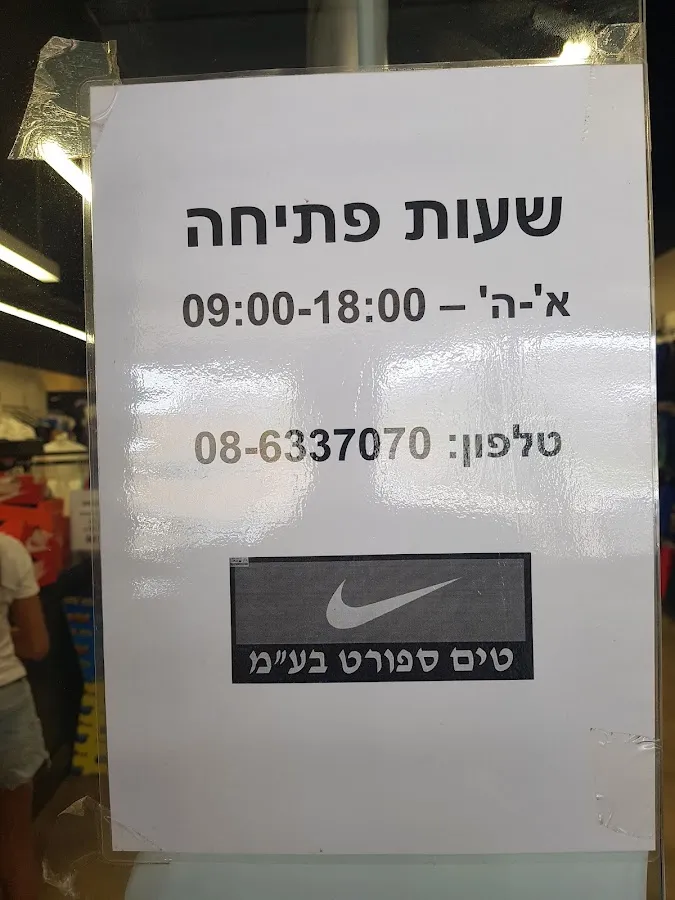 שעות פתיחה
א'-ה' – 09:00-18:00
טלפון: 08-6337070
טים ספורט בע"מ